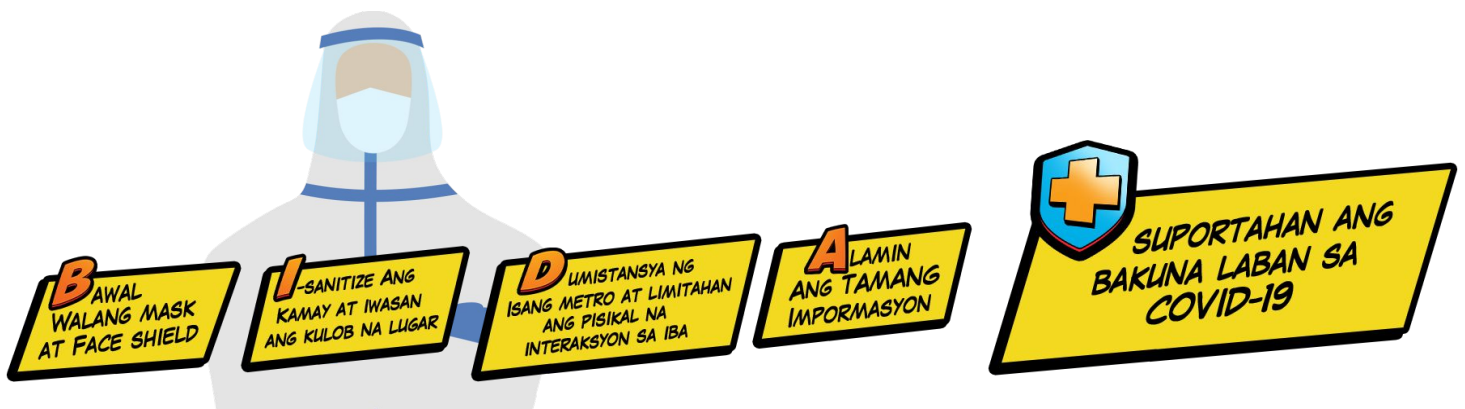 BAWAL
WALANG MASK
AT FACE SHIELD
I-SANITIZE ANG
KAMAY AT IWASAN
ANG KULOB NA LUGAR
DUMISTANSYA NG
ISANG METRO AT LIMITAHAN
ANG PISIKAL NA
INTERAKSYON SA IBA
ALAMIN
ANG TAMANG
IMPORMASYON
SUPORTAHAN ANG
BAKUNA LABAN SA
COVID-19